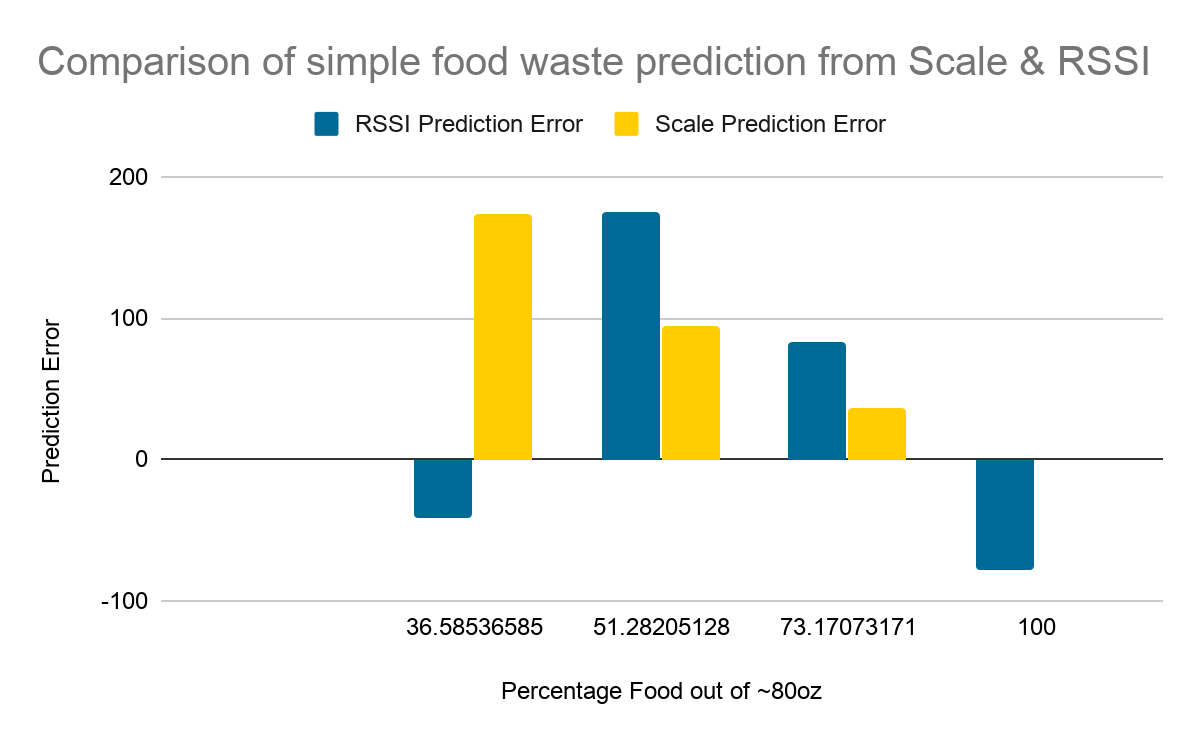 Comparison of simple food waste prediction from Scale & RSSI
RSSI Prediction Error Scale Prediction Error
200
100
0
-100
Prediction Error
36.58536585 51.28205128 73.17073171 100
Percentage Food out of ~80oz